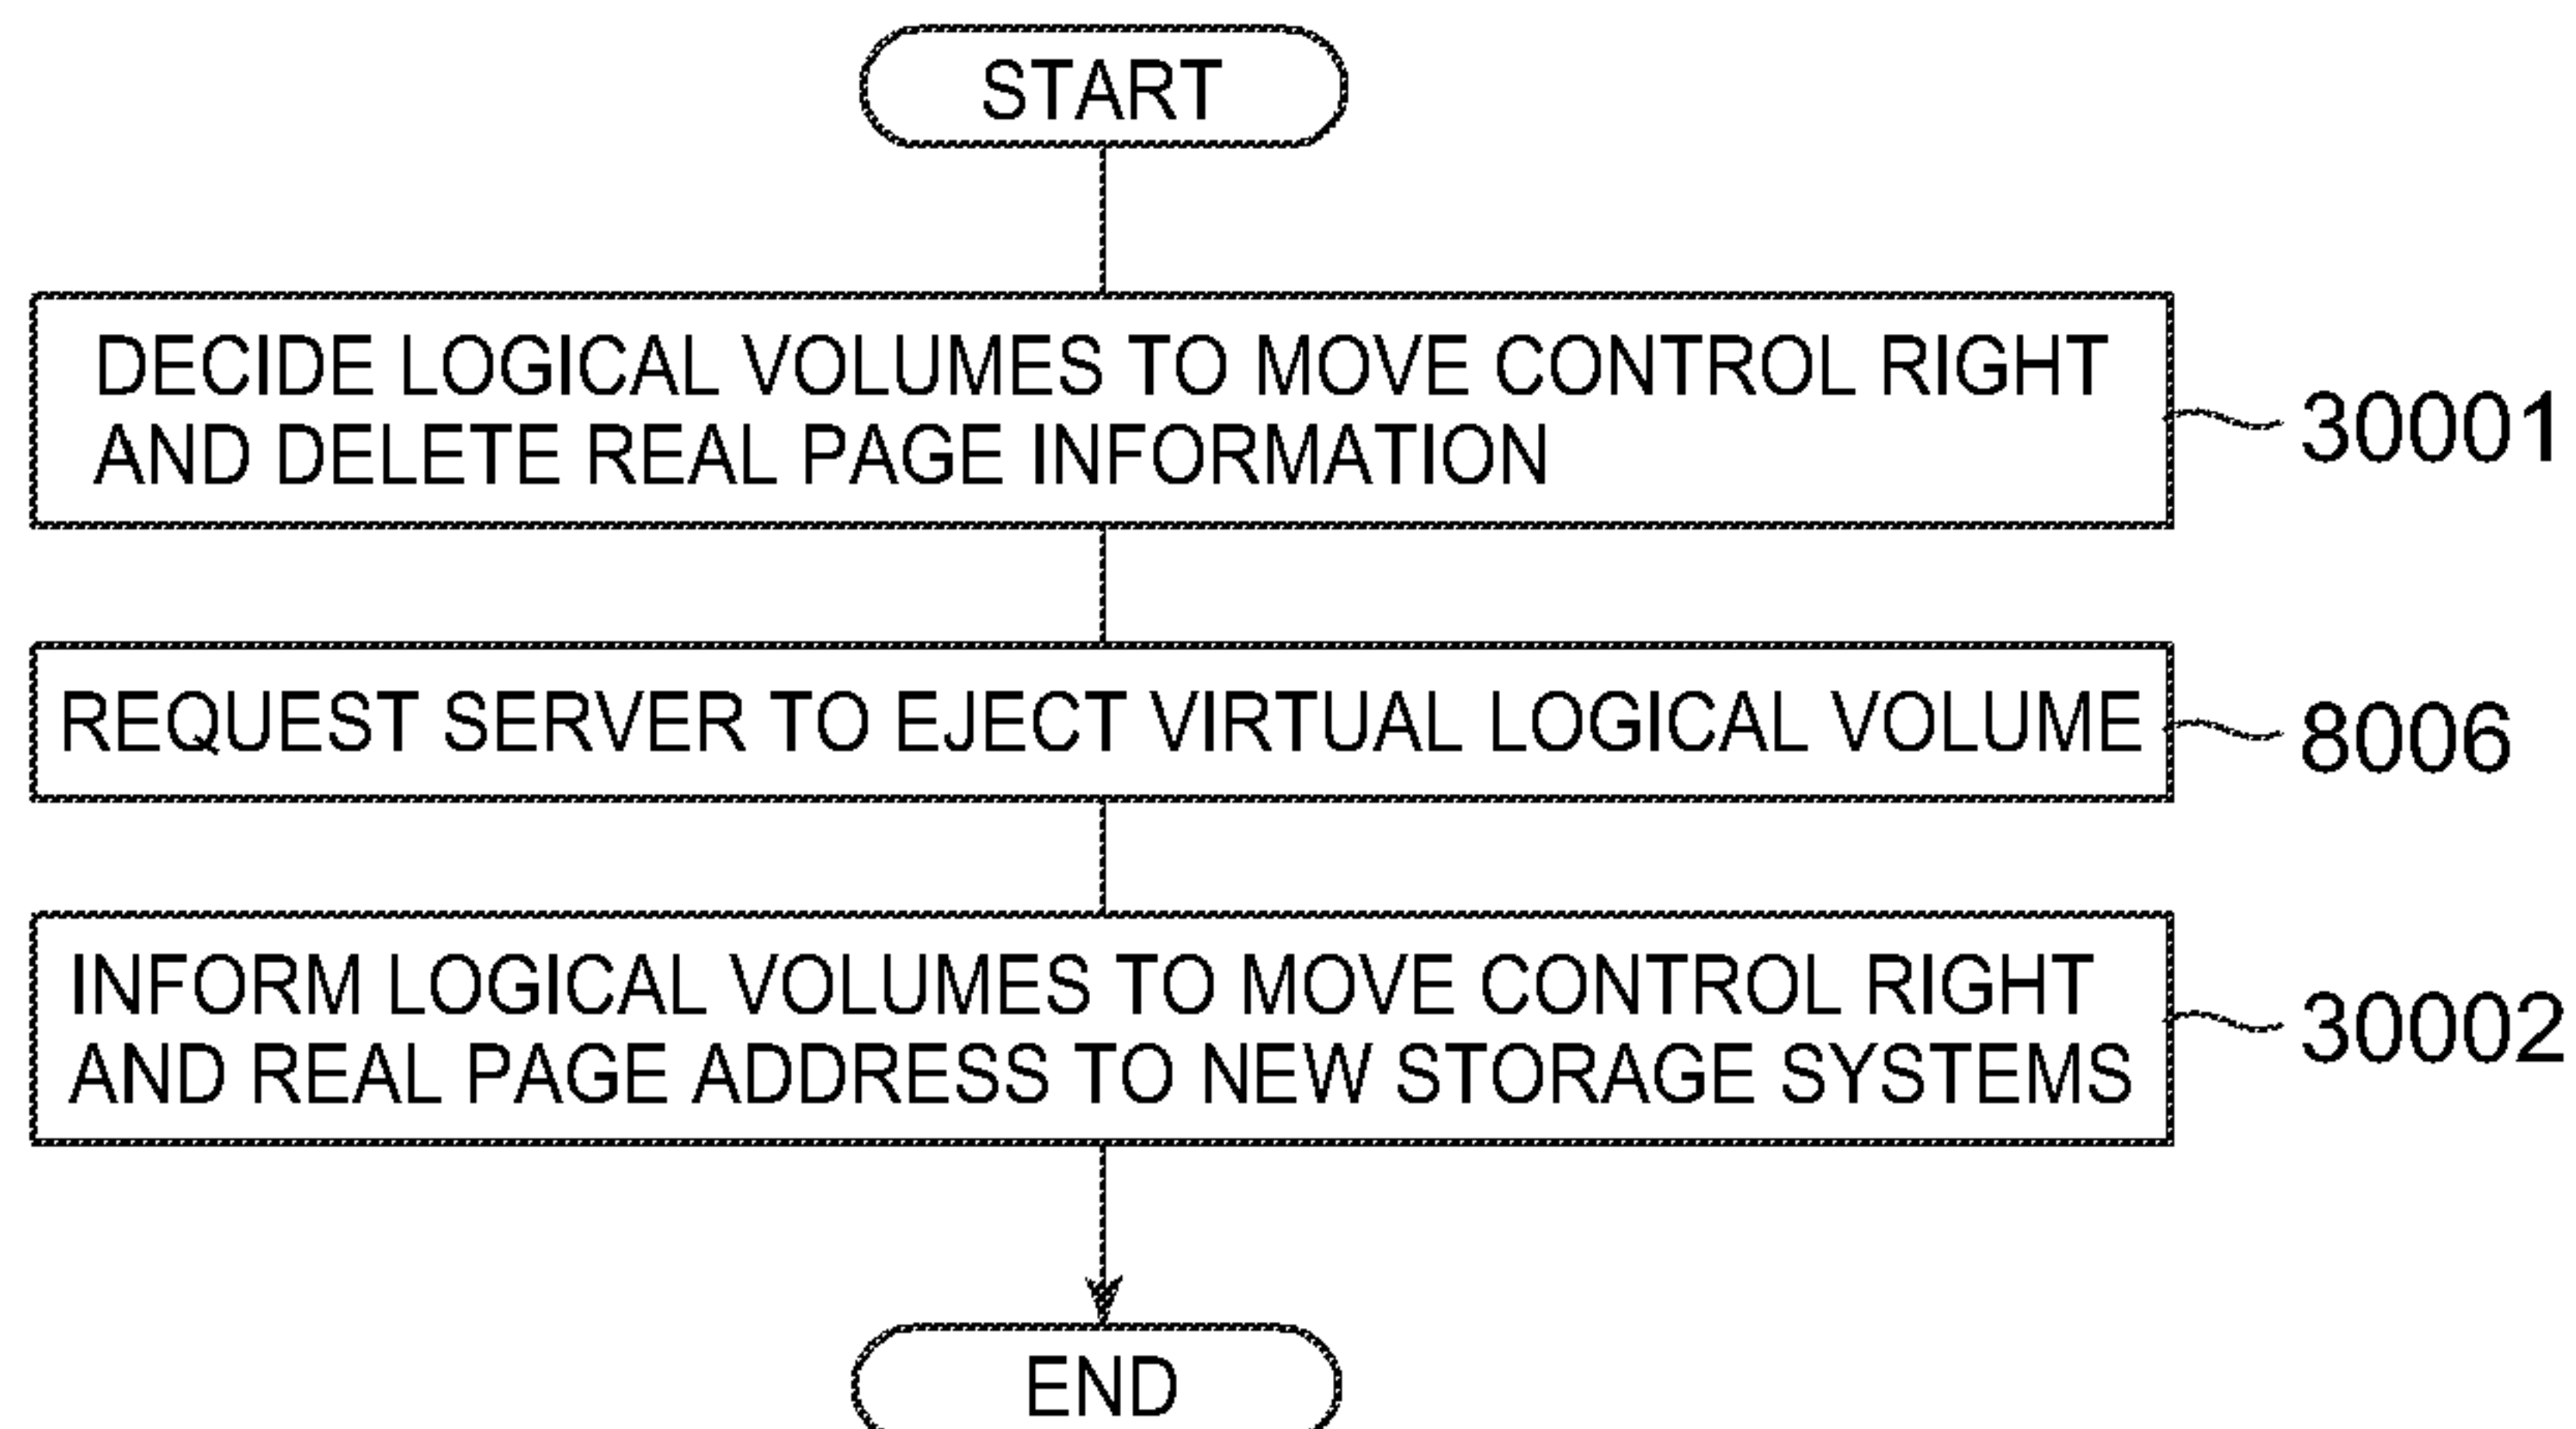 START
DECIDE LOGICAL VOLUMES TO MOVE CONTROL RIGHT
AND DELETE REAL PAGE INFORMATION
30001
REQUEST SERVER TO EJECT VIRTUAL LOGICAL VOLUME
8006
INFORM LOGICAL VOLUMES TO MOVE CONTROL RIGHT
AND REAL PAGE ADDRESS TO NEW STORAGE SYSTEMS
30002
END